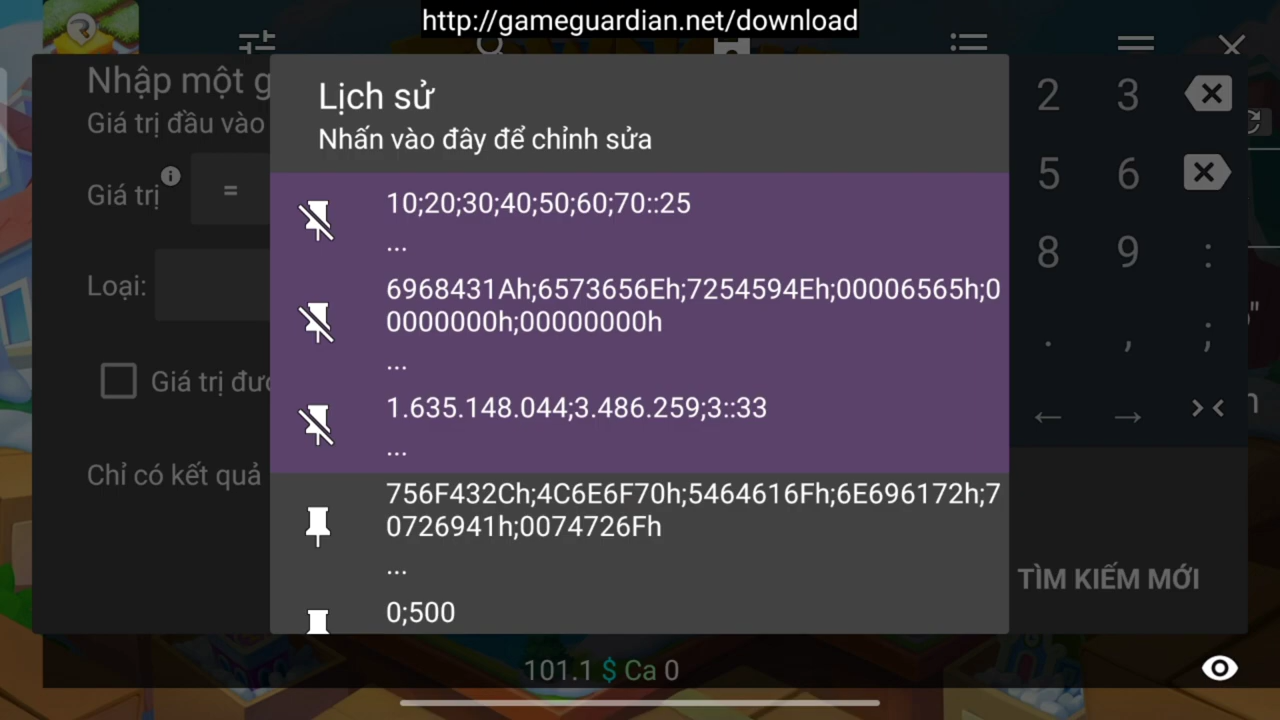 http://gameguardian.net/download
Nhập một g
Giá trị đầu vào
Giá trị
=
Loại:
Giá trị đượ
Chỉ có kết quả
Lịch sử
Nhấn vào đây để chỉnh sửa
10;20;30;40;50;60;70::25
...
6968431Ah;6573656Eh;7254594Eh;00006565h;0
0000000h;00000000h
...
1.635.148.044;3.486.259;3::33
...
756F432Ch;4C6E6F70h;5464616Fh;6E696172h;7
0726941h;0074726Fh
...
0;500
2 3
5 6
8 9 :
. , ;
← → ><
TÌM KIẾM MỚI
101.1 $ Ca 0